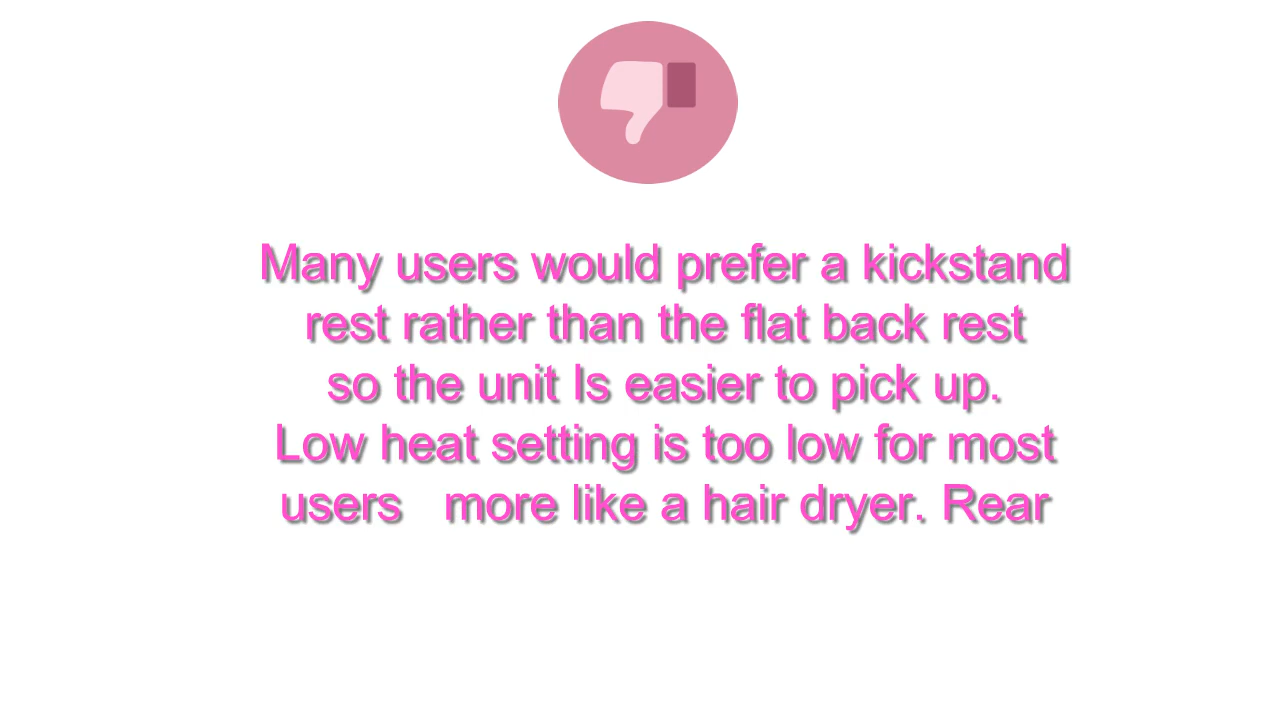 Many users would prefer a kickstand
rest rather than the flat back rest
so the unit Is easier to pick up.
Low heat setting is too low for most
users   more like a hair dryer. Rear